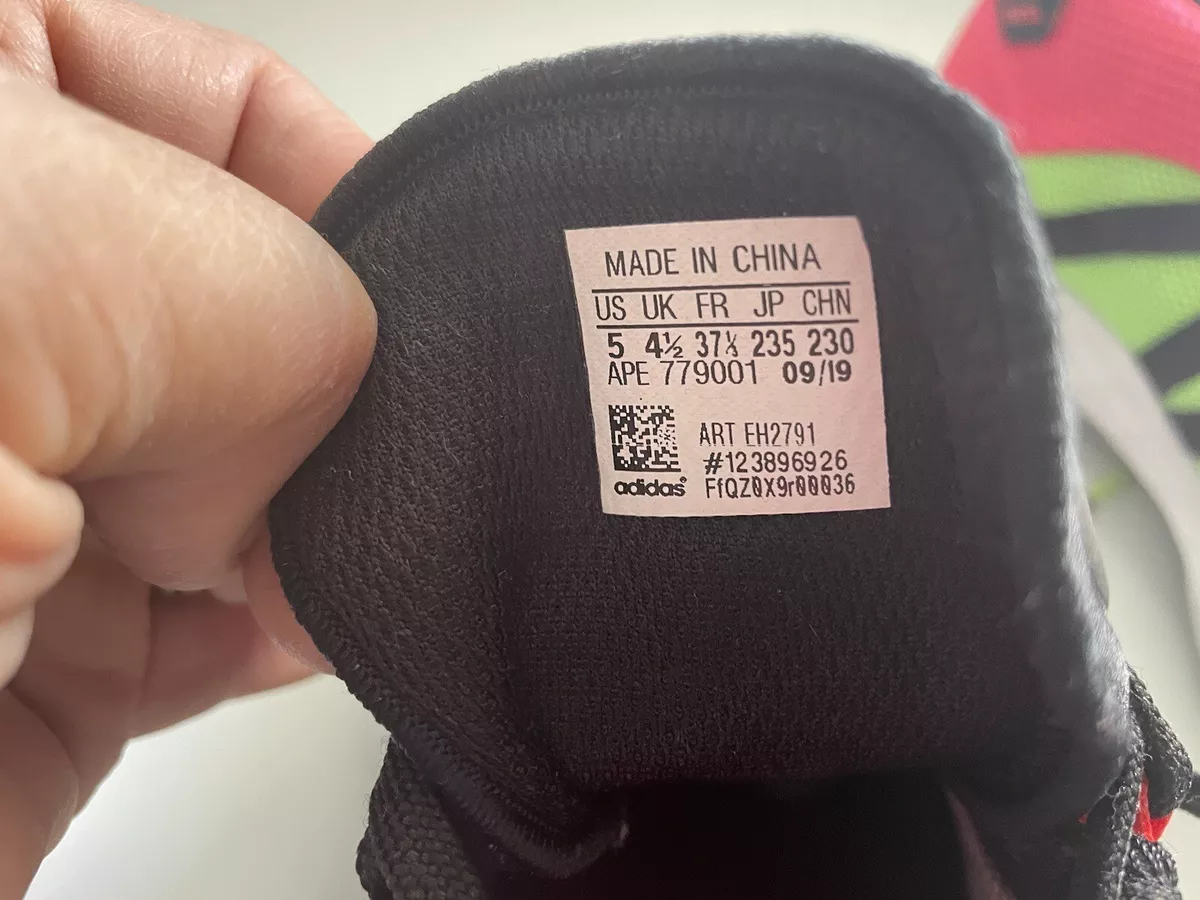 MADE IN CHINA
US UK FR JP CHN
5 4½ 37⅓ 235 230
APE 779001 09/19
ART EH2791
#123896926
adidas® FfQZ0X9r00036